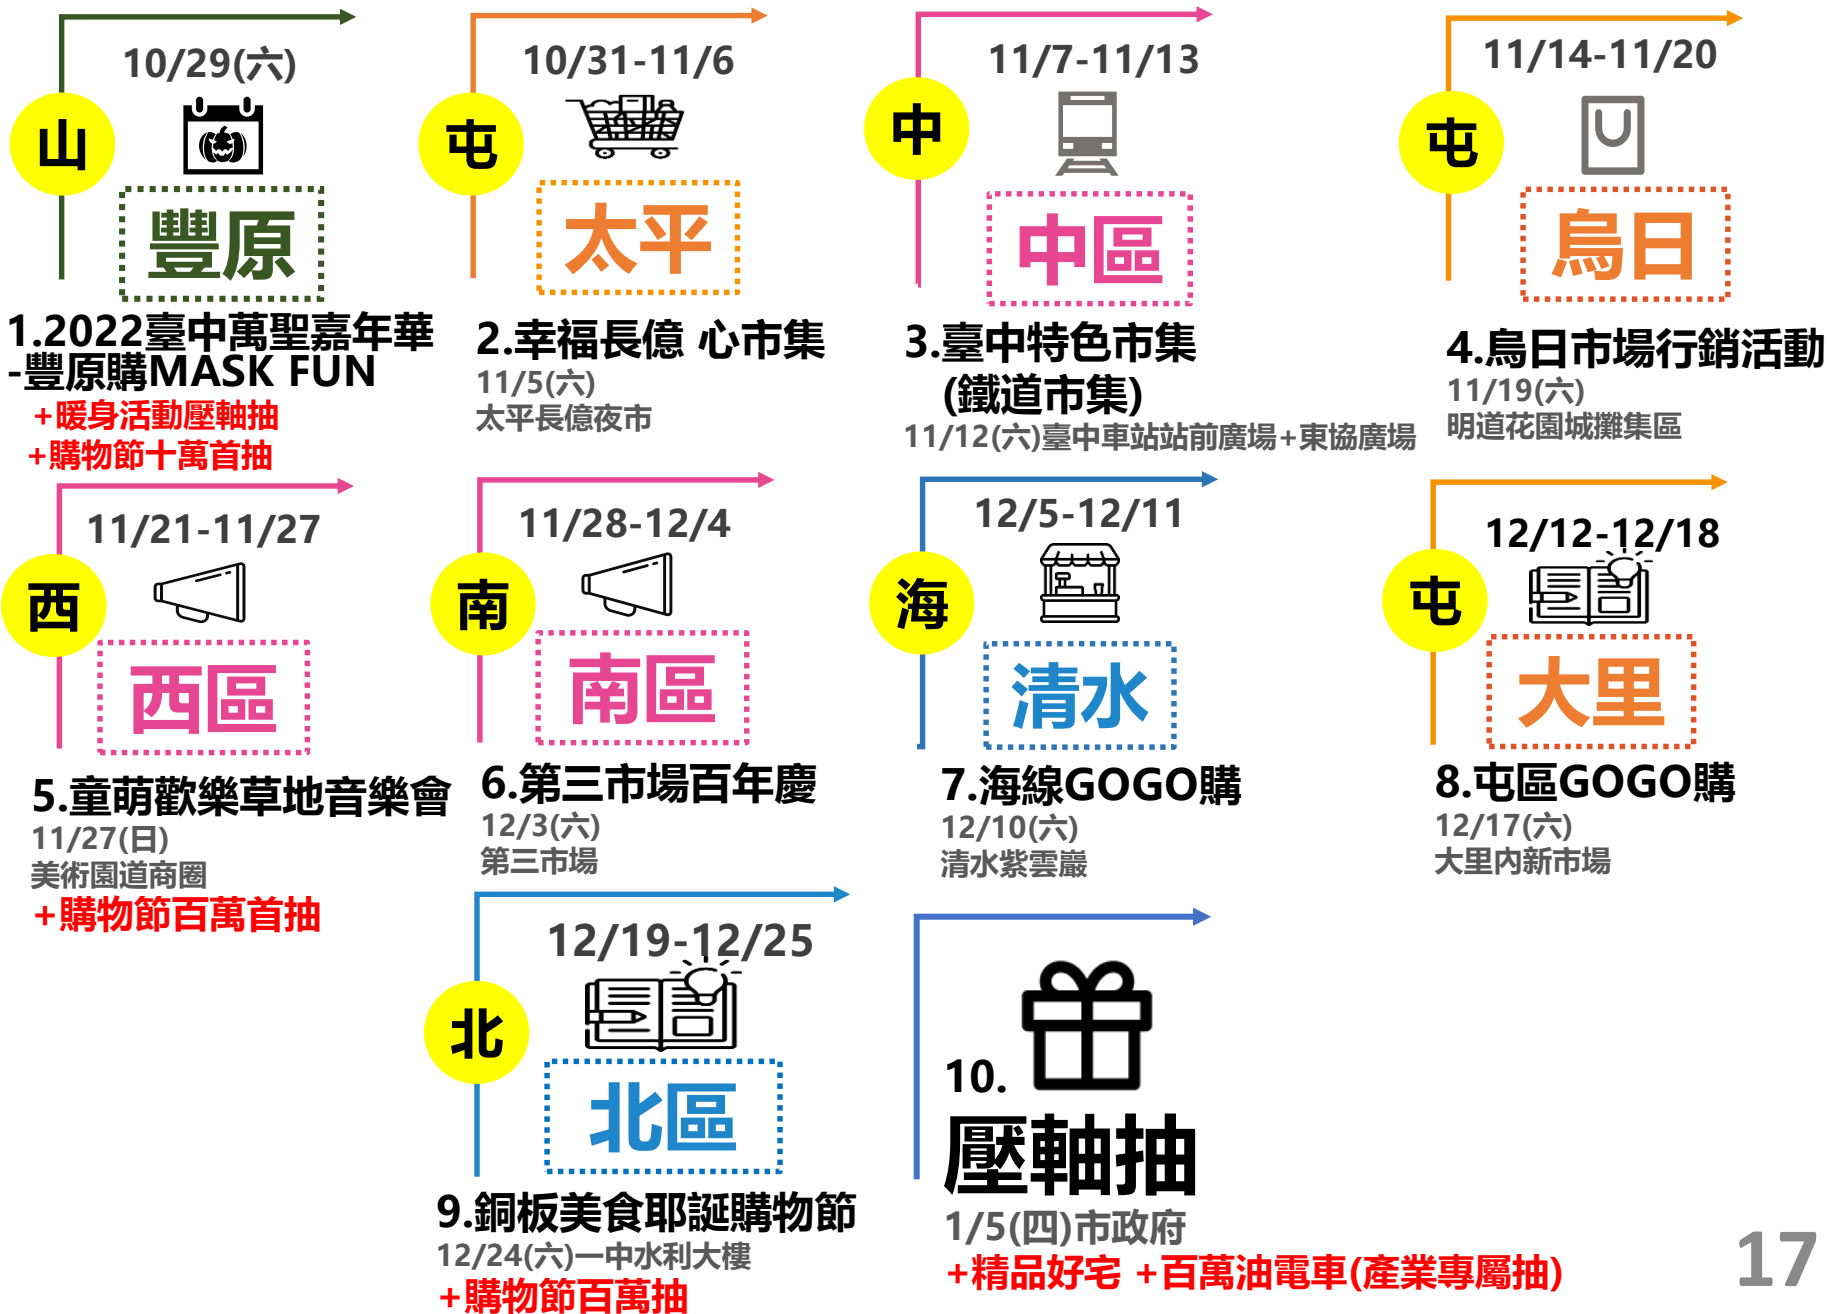 10/29(六)
山
豐原
1.2022臺中萬聖嘉年華
-豐原購MASK FUN
+暖身活動壓軸抽
+購物節十萬首抽
10/31-11/6
屯
太平
2.幸福長億 心市集
11/5(六)
太平長億夜市
11/7-11/13
中
中區
3.臺中特色市集
(鐵道市集)
11/12(六)臺中車站站前廣場+東協廣場
11/14-11/20
屯
烏日
4.烏日市場行銷活動
11/19(六)
明道花園城攤集區
11/21-11/27
西
西區
5.童萌歡樂草地音樂會
11/27(日)
美術園道商圈
+購物節百萬首抽
11/28-12/4
南
南區
6.第三市場百年慶
12/3(六)
第三市場
12/5-12/11
海
清水
7.海線GOGO購
12/10(六)
清水紫雲巖
12/12-12/18
屯
大里
8.屯區GOGO購
12/17(六)
大里內新市場
12/19-12/25
北
北區
9.銅板美食耶誕購物節
12/24(六)一中水利大樓
+購物節百萬抽
10.
壓軸抽
1/5(四)市政府
+精品好宅 +百萬油電車(產業專屬抽)
17